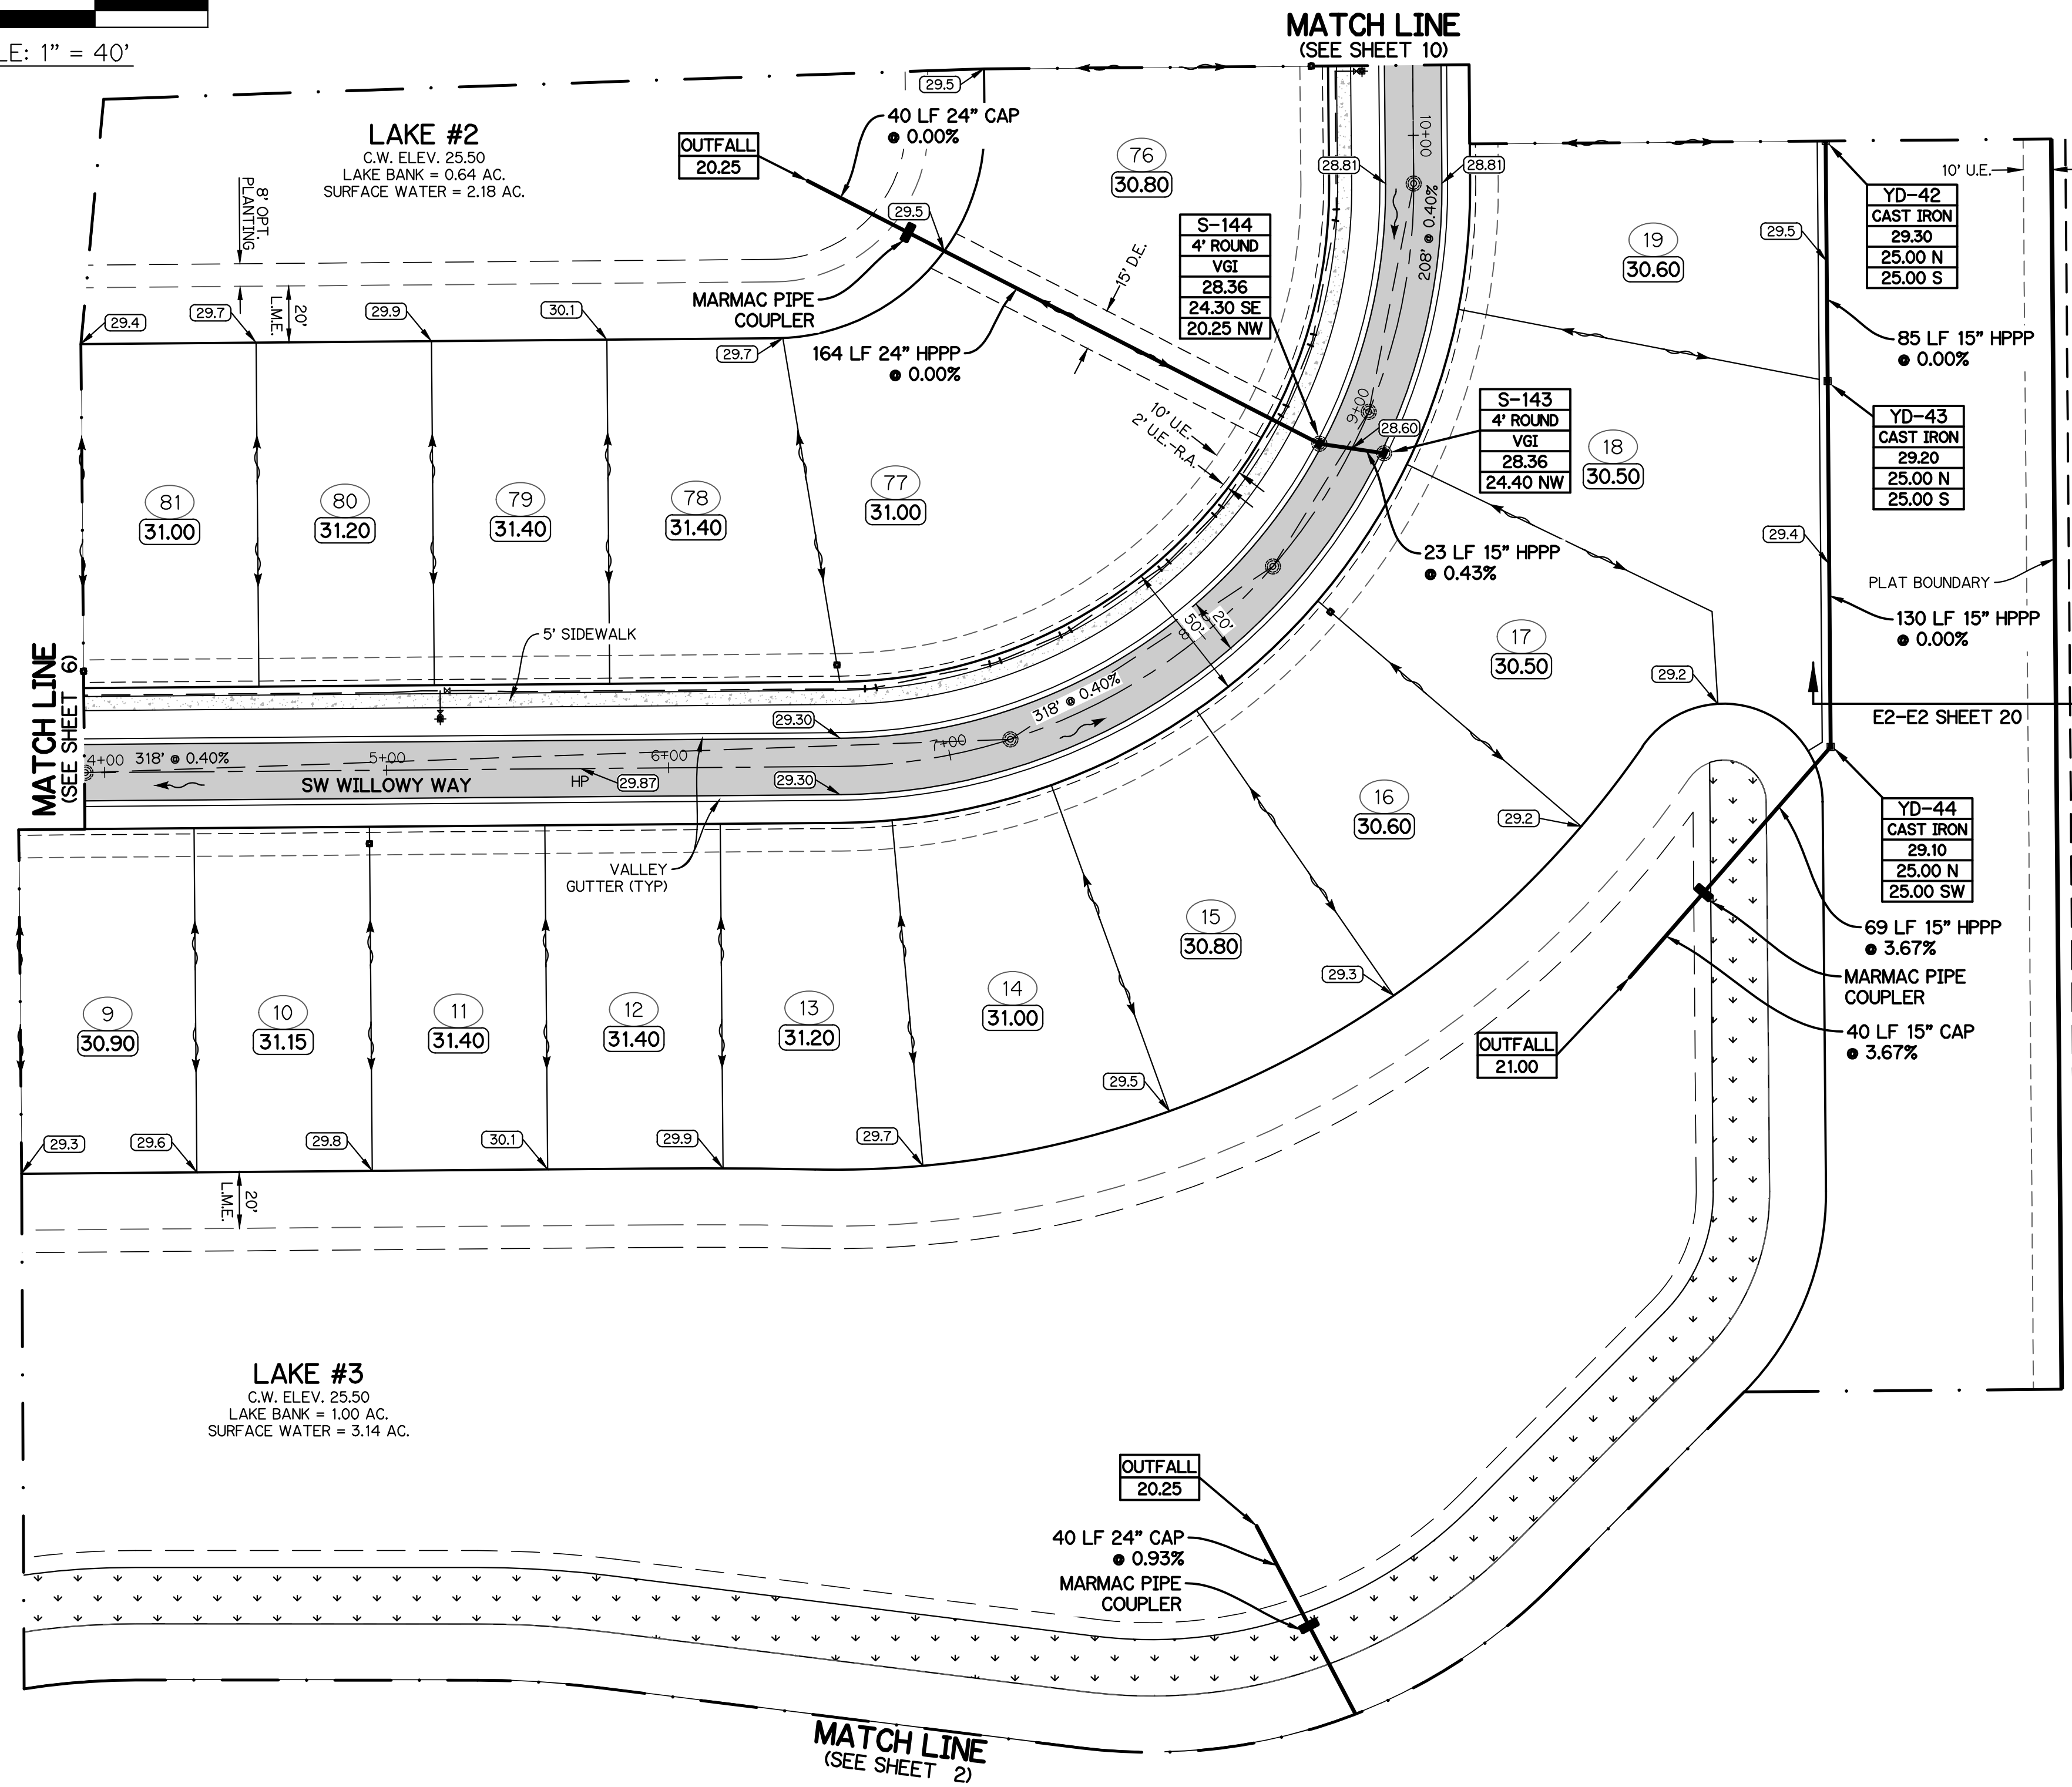 LE: 1" = 40'
MATCH LINE
(SEE SHEET 10)
LAKE #2
C.W. ELEV. 25.50
LAKE BANK = 0.64 AC.
SURFACE WATER = 2.18 AC.
8' OPT.
PLANTING
20'
L.M.E.
OUTFALL
20.25
40 LF 24" CAP
@ 0.00%
29.5
29.5
MARMAC PIPE
COUPLER
164 LF 24" HPPP
@ 0.00%
15' D.E.
76
30.80
S-144
4' ROUND
VGI
28.36
24.30 SE
20.25 NW
28.81
28.81
10+00
208' @ 0.40%
9+00
28.60
S-143
4' ROUND
VGI
28.36
24.40 NW
23 LF 15" HPPP
@ 0.43%
19
30.60
18
30.50
17
30.50
16
30.60
15
30.80
14
31.00
29.5
29.4
10' U.E.
YD-42
CAST IRON
29.30
25.00 N
25.00 S
85 LF 15" HPPP
@ 0.00%
YD-43
CAST IRON
29.20
25.00 N
25.00 S
PLAT BOUNDARY
130 LF 15" HPPP
@ 0.00%
E2-E2 SHEET 20
29.4
29.7
29.9
30.1
29.7
81
31.00
80
31.20
79
31.40
78
31.40
77
31.00
10' U.E.
2' U.E.-R.A.
50'
20'
8
318' @ 0.40%
5' SIDEWALK
MATCH LINE
(SEE SHEET 6)
4+00
318' @ 0.40%
5+00
6+00
7+00
SW WILLOWY WAY
HP
29.87
29.30
29.30
VALLEY
GUTTER (TYP)
29.2
29.2
29.3
29.5
YD-44
CAST IRON
29.10
25.00 N
25.00 SW
69 LF 15" HPPP
@ 3.67%
MARMAC PIPE
COUPLER
40 LF 15" CAP
@ 3.67%
OUTFALL
21.00
9
30.90
10
31.15
11
31.40
12
31.40
13
31.20
29.3
29.6
29.8
30.1
29.9
29.7
20'
L.M.E.
LAKE #3
C.W. ELEV. 25.50
LAKE BANK = 1.00 AC.
SURFACE WATER = 3.14 AC.
OUTFALL
20.25
40 LF 24" CAP
@ 0.93%
MARMAC PIPE
COUPLER
MATCH LINE
(SEE SHEET 2)